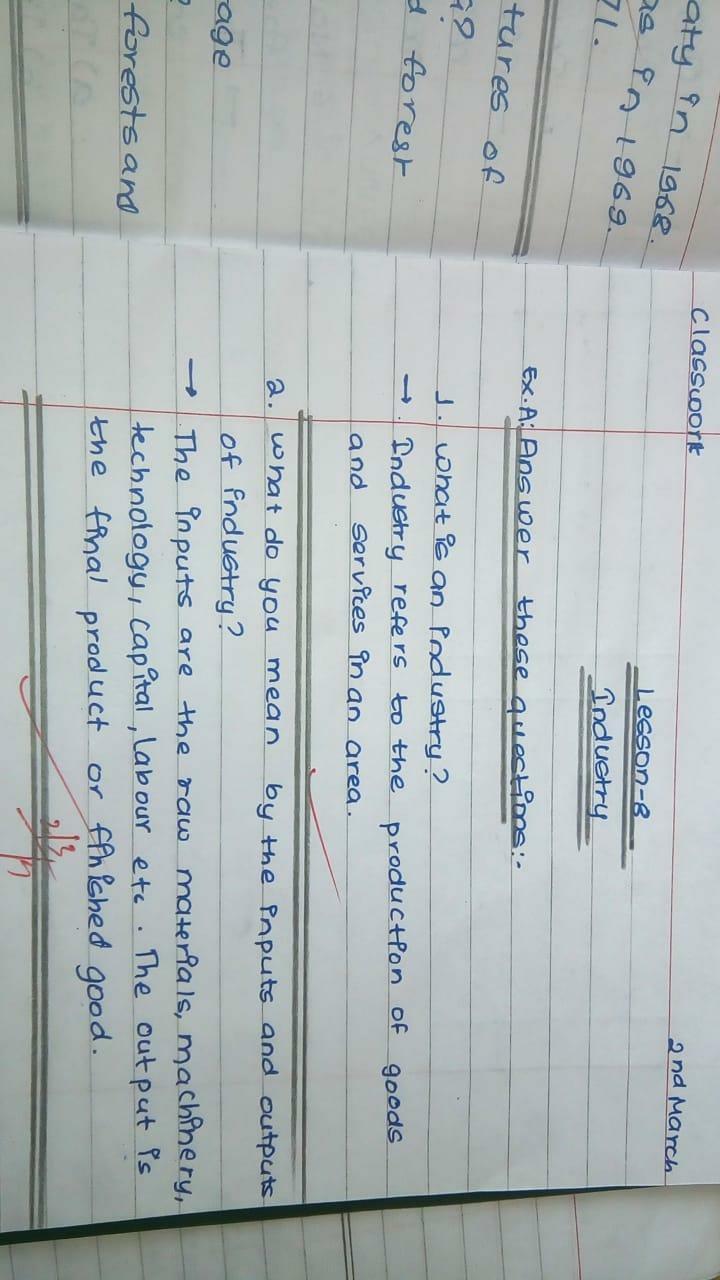 aty in 1968.
as in 1969.
71.
tures of
g?
d forest
age
forests and
Classwork
2nd March
Lesson-8
Industry
Ex.A: Answer these questions:-
1. What is an industry?
→ Industry refers to the production of goods
and services in an area.
2. What do you mean by the inputs and outputs
of industry?
→ The inputs are the raw materials, machinery,
technology, capital, labour etc. The output is
the final product or finished good.
2/3